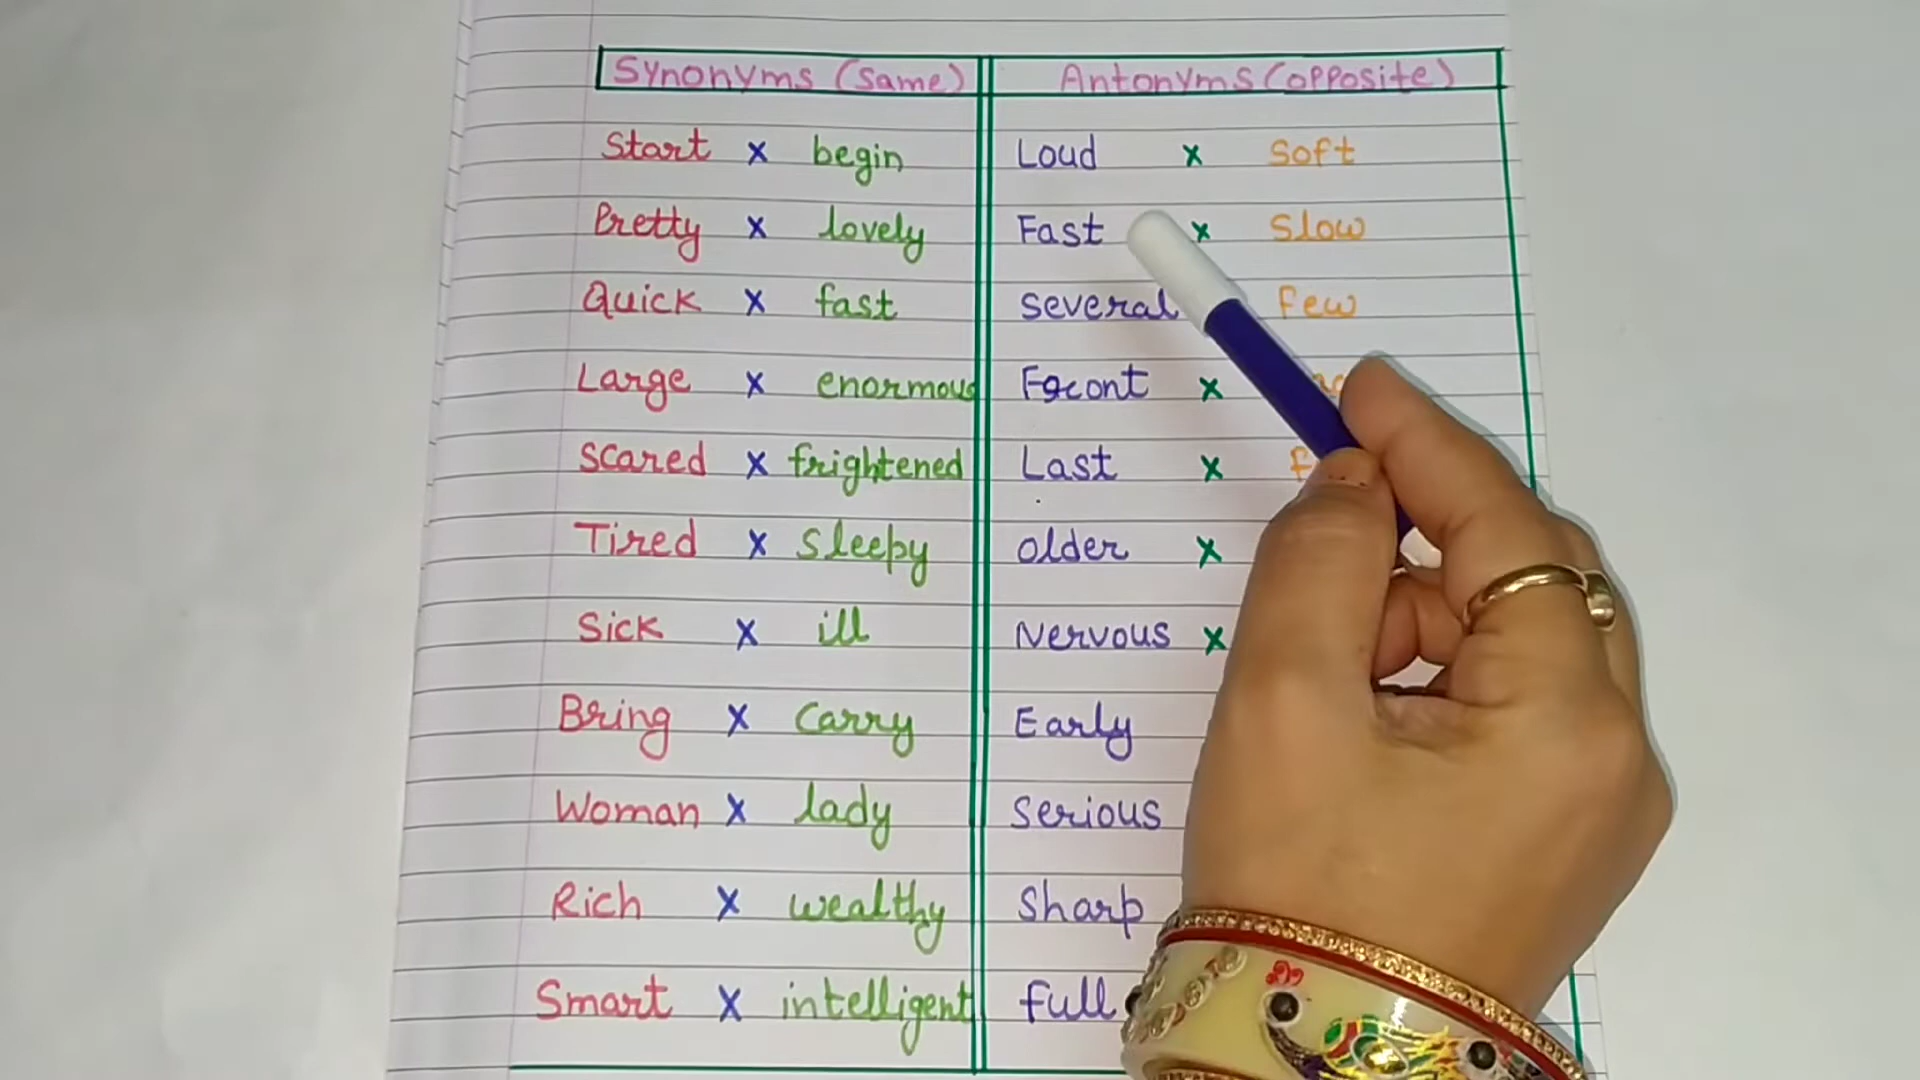 Synonyms (same) Antonyms (opposite)
Start x begin Loud x Soft
Pretty x lovely Fast x Slow
Quick x fast several few
Large x enormous x
Scared x frightened Last x
Tired x sleepy older x
Sick x ill Nervous x
Bring x Carry Early
Woman x lady Serious
Rich x wealthy Sharp
Smart x intelligent full